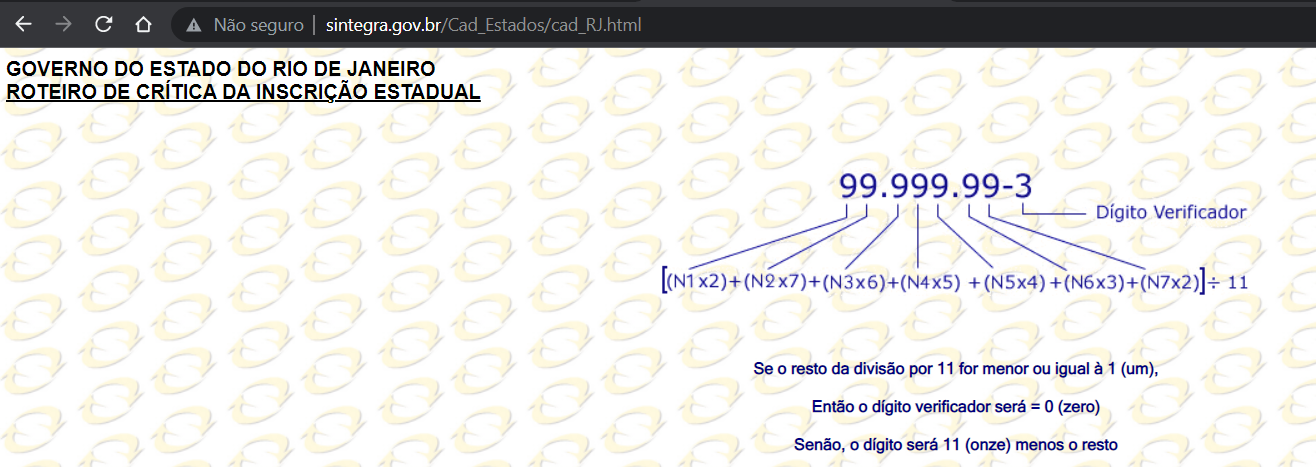 Não seguro | sintegra.gov.br/Cad_Estados/cad_RJ.html
GOVERNO DO ESTADO DO RIO DE JANEIRO
ROTEIRO DE CRÍTICA DA INSCRIÇÃO ESTADUAL
99.999.99-3
Dígito Verificador
[(N1x2)+(N2x7)+(N3x6)+(N4x5) +(N5x4)+(N6x3)+(N7x2)]÷ 11
Se o resto da divisão por 11 for menor ou igual à 1 (um),
Então o dígito verificador será = 0 (zero)
Senão, o dígito será 11 (onze) menos o resto